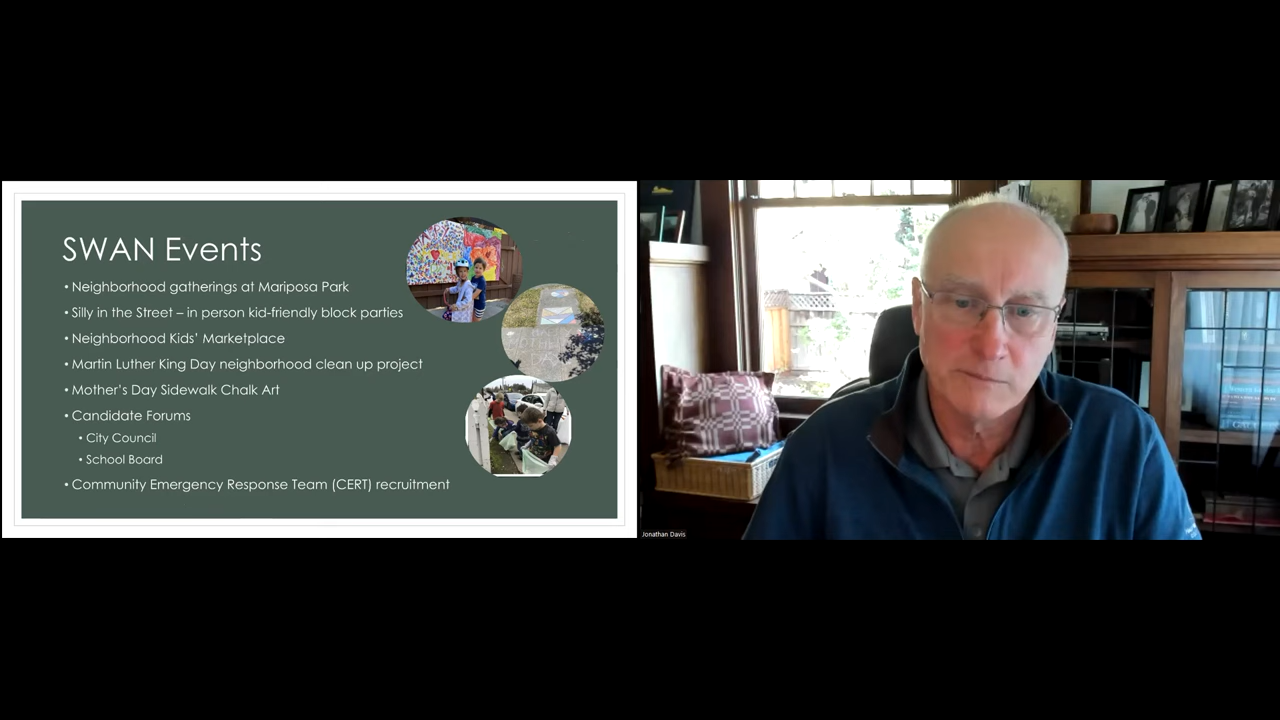 SWAN Events
• Neighborhood gatherings at Mariposa Park
• Silly in the Street – in person kid-friendly block parties
• Neighborhood Kids' Marketplace
• Martin Luther King Day neighborhood clean up project
• Mother's Day Sidewalk Chalk Art
• Candidate Forums
• City Council
• School Board
• Community Emergency Response Team (CERT) recruitment
Jonathan Davis